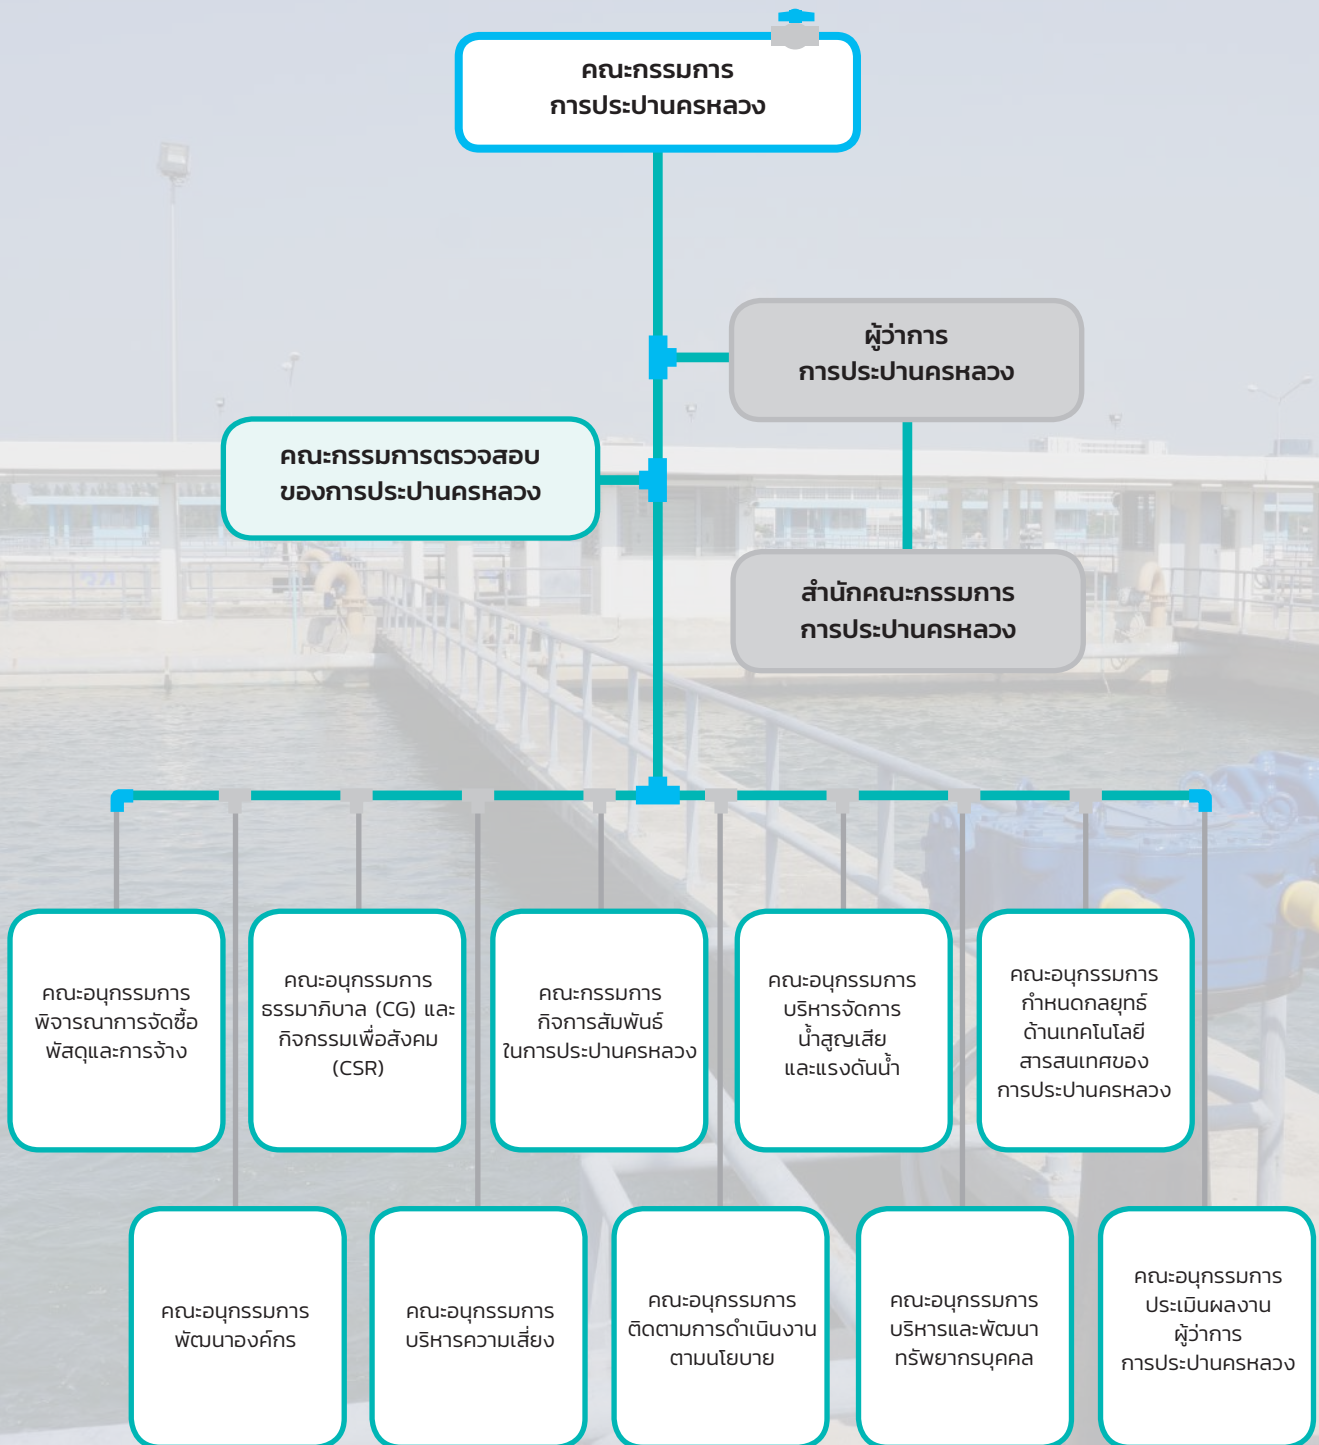 คณะกรรมการ
การประปานครหลวง
ผู้ว่าการ
การประปานครหลวง
คณะกรรมการตรวจสอบ
ของการประปานครหลวง
สำนักคณะกรรมการ
การประปานครหลวง
คณะอนุกรรมการ
พิจารณาการจัดซื้อ
พัสดุและการจ้าง
คณะอนุกรรมการ
ธรรมาภิบาล (CG) และ
กิจกรรมเพื่อสังคม
(CSR)
คณะกรรมการ
กิจการสัมพันธ์
ในการประปานครหลวง
คณะอนุกรรมการ
บริหารจัดการ
น้ำสูญเสีย
และแรงดันน้ำ
คณะอนุกรรมการ
กำหนดกลยุทธ์
ด้านเทคโนโลยี
สารสนเทศของ
การประปานครหลวง
คณะอนุกรรมการ
พัฒนาองค์กร
คณะอนุกรรมการ
บริหารความเสี่ยง
คณะอนุกรรมการ
ติดตามการดำเนินงาน
ตามนโยบาย
คณะอนุกรรมการ
บริหารและพัฒนา
ทรัพยากรบุคคล
คณะอนุกรรมการ
ประเมินผลงาน
ผู้ว่าการ
การประปานครหลวง